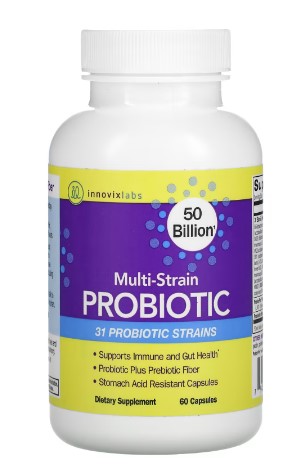 innovixlabs
50
Billion†
Multi-Strain
PROBIOTIC
31 PROBIOTIC STRAINS
• Supports Immune and Gut Health*
• Probiotic Plus Prebiotic Fiber
• Stomach Acid Resistant Capsules
Dietary Supplement 60 Capsules